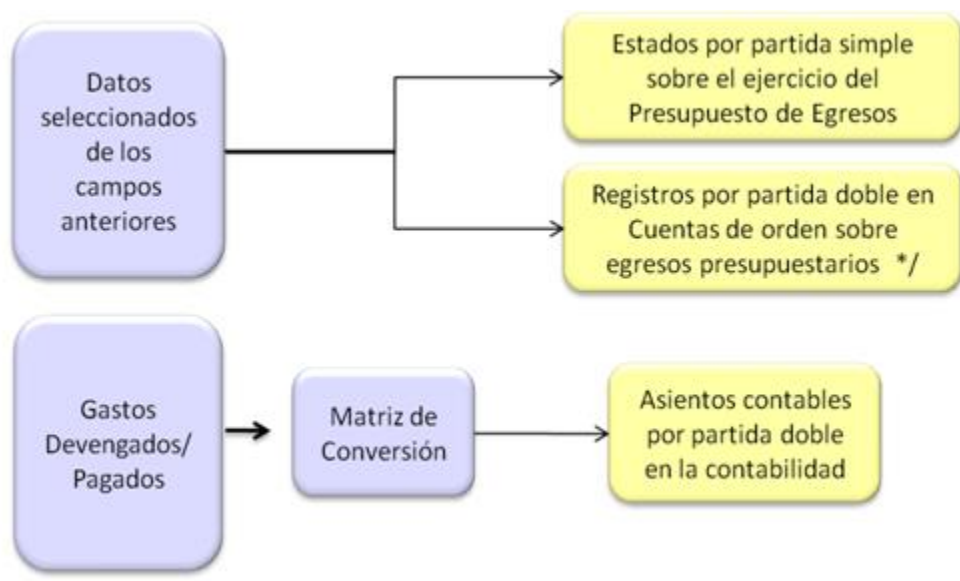 Datos
seleccionados
de los
campos
anteriores
Estados por partida simple
sobre el ejercicio del
Presupuesto de Egresos
Registros por partida doble en
Cuentas de orden sobre
egresos presupuestarios */
Gastos
Devengados/
Pagados
Matriz de
Conversión
Asientos contables
por partida doble
en la contabilidad